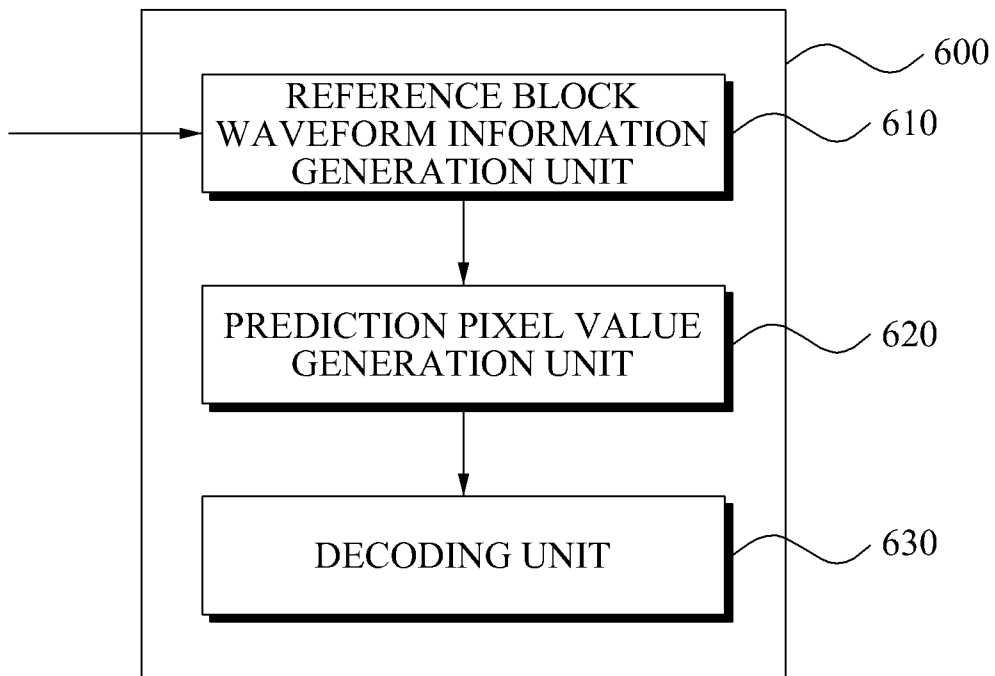 600
REFERENCE BLOCK
WAVEFORM INFORMATION
GENERATION UNIT
610
PREDICTION PIXEL VALUE
GENERATION UNIT
620
DECODING UNIT
630